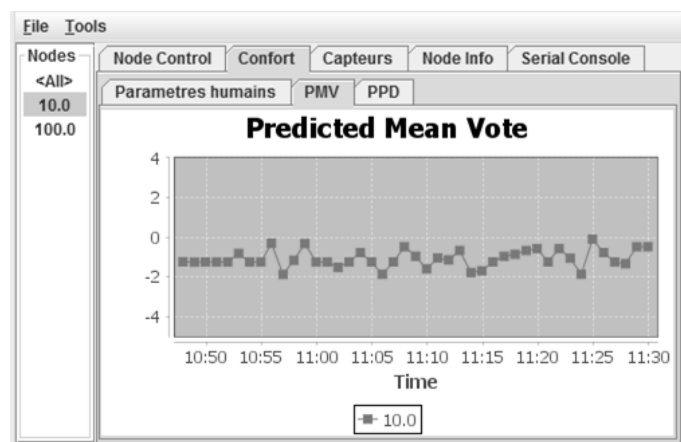 File Tools
Nodes
<All>
10.0
100.0
Node Control Confort Capteurs Node Info Serial Console
Parametres humains PMV PPD
Predicted Mean Vote
4
2
0
-2
-4
10:50 10:55 11:00 11:05 11:10 11:15 11:20 11:25 11:30
Time
10.0